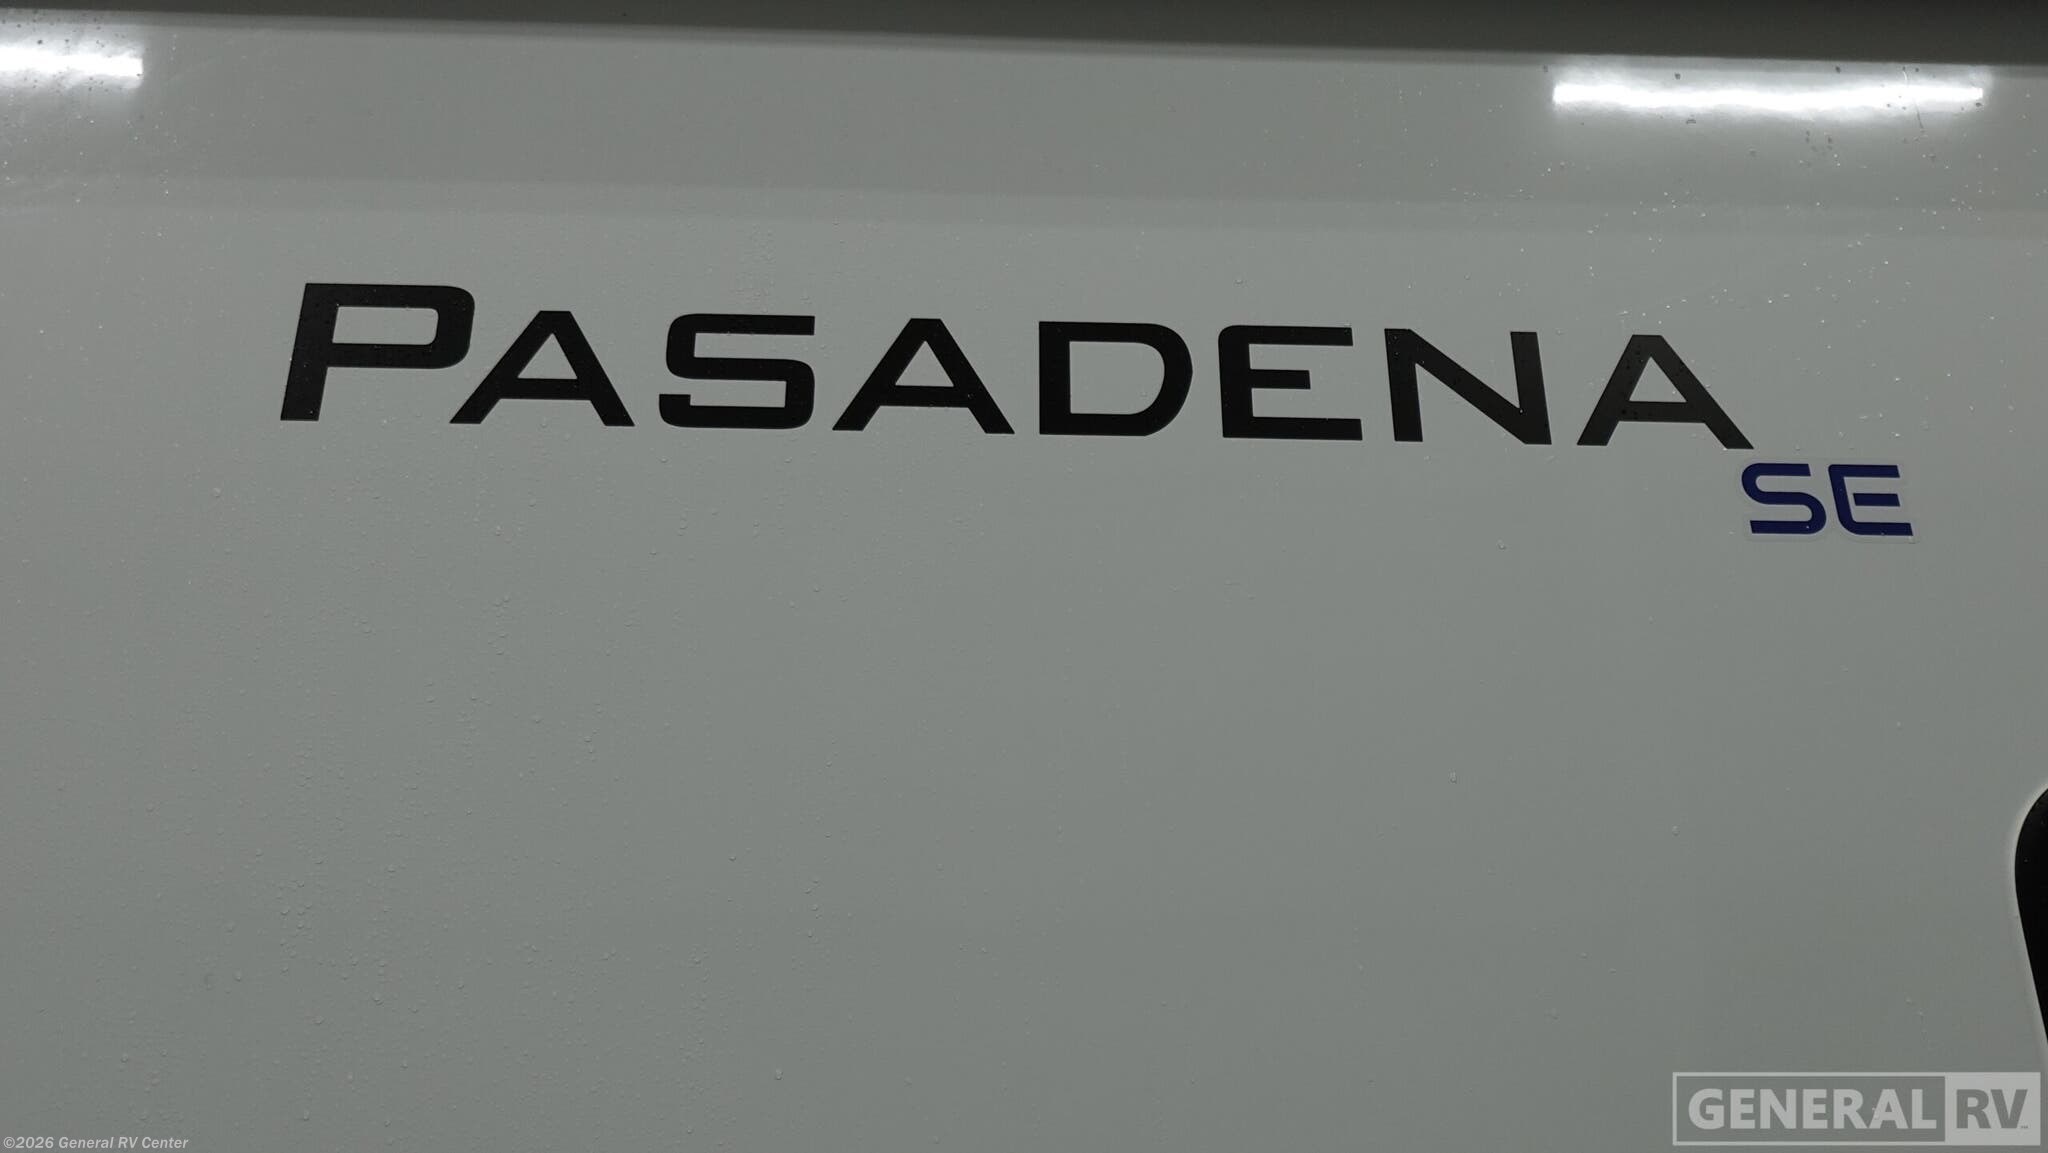 PASADENA
SE
GENERAL RV
©2026 General RV Center